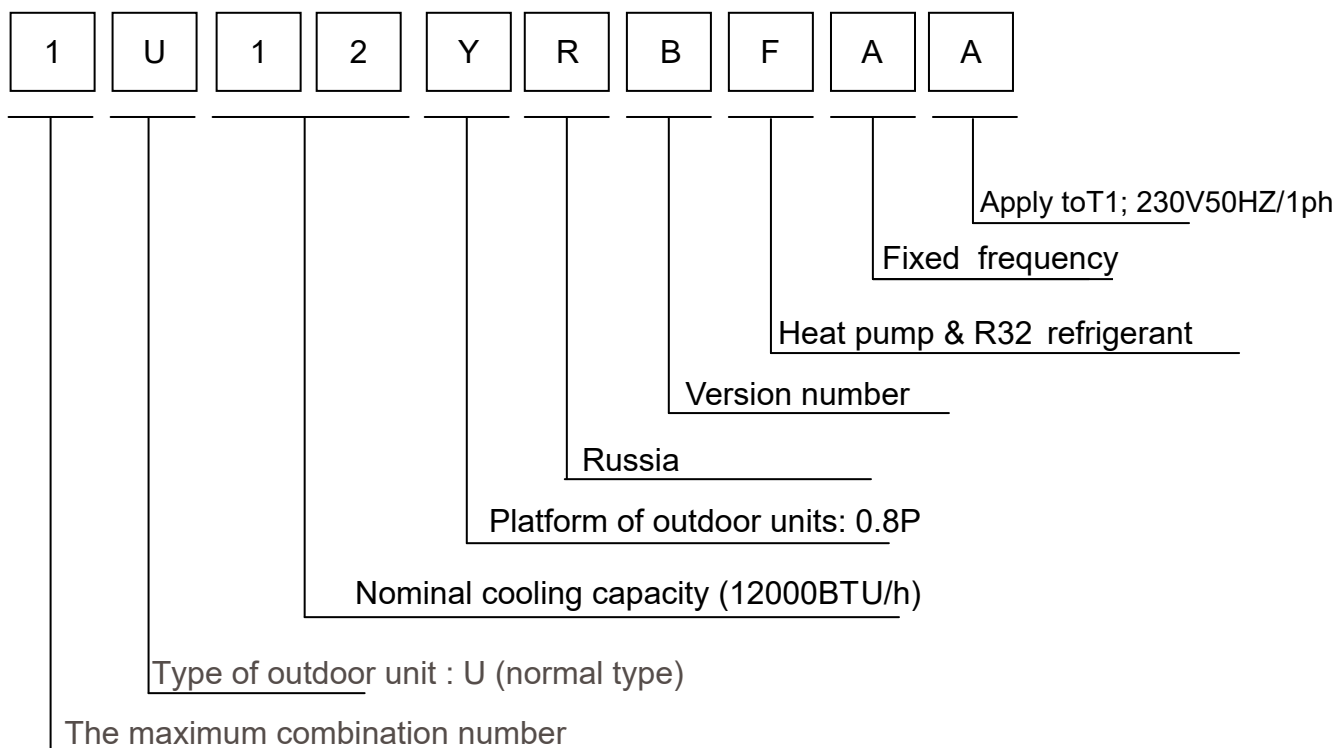 1 U 1 2 Y R B F A A
Apply toT1; 230V50HZ/1ph
Fixed frequency
Heat pump & R32 refrigerant
Version number
Russia
Platform of outdoor units: 0.8P
Nominal cooling capacity (12000BTU/h)
Type of outdoor unit : U (normal type)
The maximum combination number